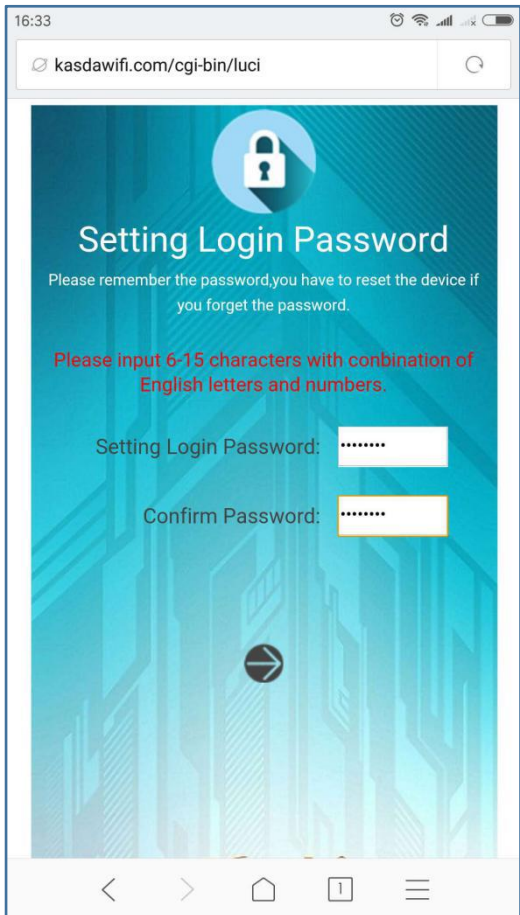 16:33
kasdawifi.com/cgi-bin/luci
Setting Login Password
Please remember the password,you have to reset the device if
you forget the password.
Please input 6-15 characters with conbination of
English letters and numbers.
Setting Login Password: ••••••••
Confirm Password: ••••••••
1